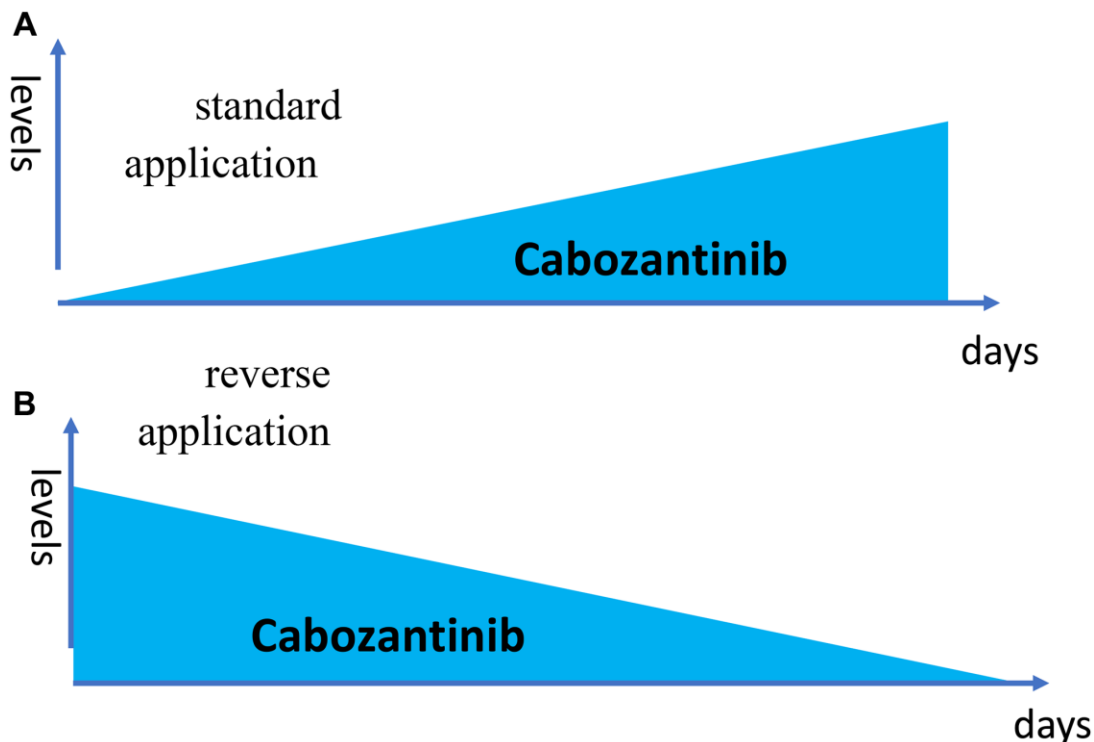 A
levels
standard
application
Cabozantinib
days
reverse
B
application
levels
Cabozantinib
days